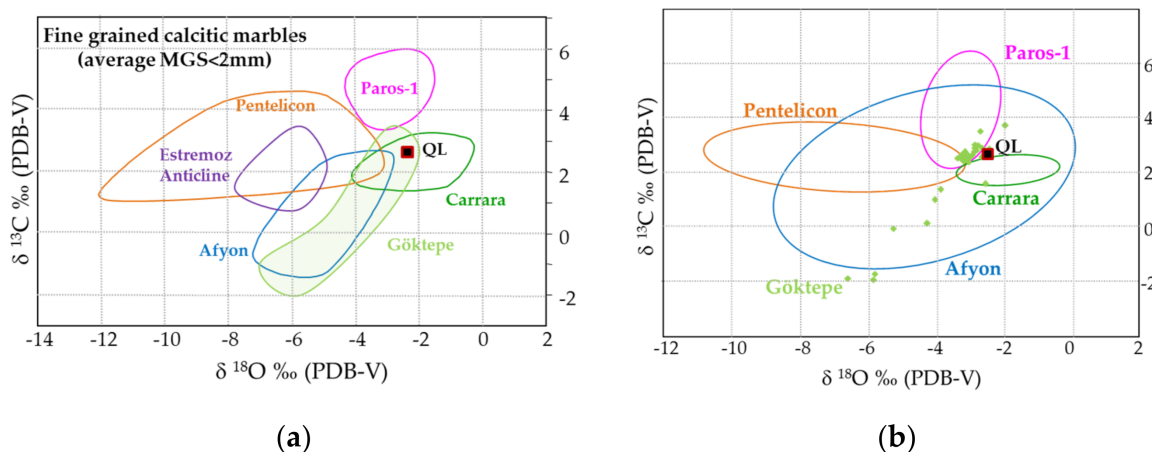 Fine grained calcitic marbles
(average MGS<2mm)
Paros-1
Pentelicon
Estremoz
Anticline
QL
Carrara
Afyon
Göktepe
6
4
2
0
-2
-14
-12
-10
-8
-6
-4
-2
0
2
δ 13C ‰ (PDB-V)
δ 18O ‰ (PDB-V)
(a)
Paros-1
Pentelicon
QL
Carrara
Afyon
Göktepe
6
4
2
0
-2
-12
-10
-8
-6
-4
-2
0
2
δ 13C ‰ (PDB-V)
δ 18O ‰ (PDB-V)
(b)